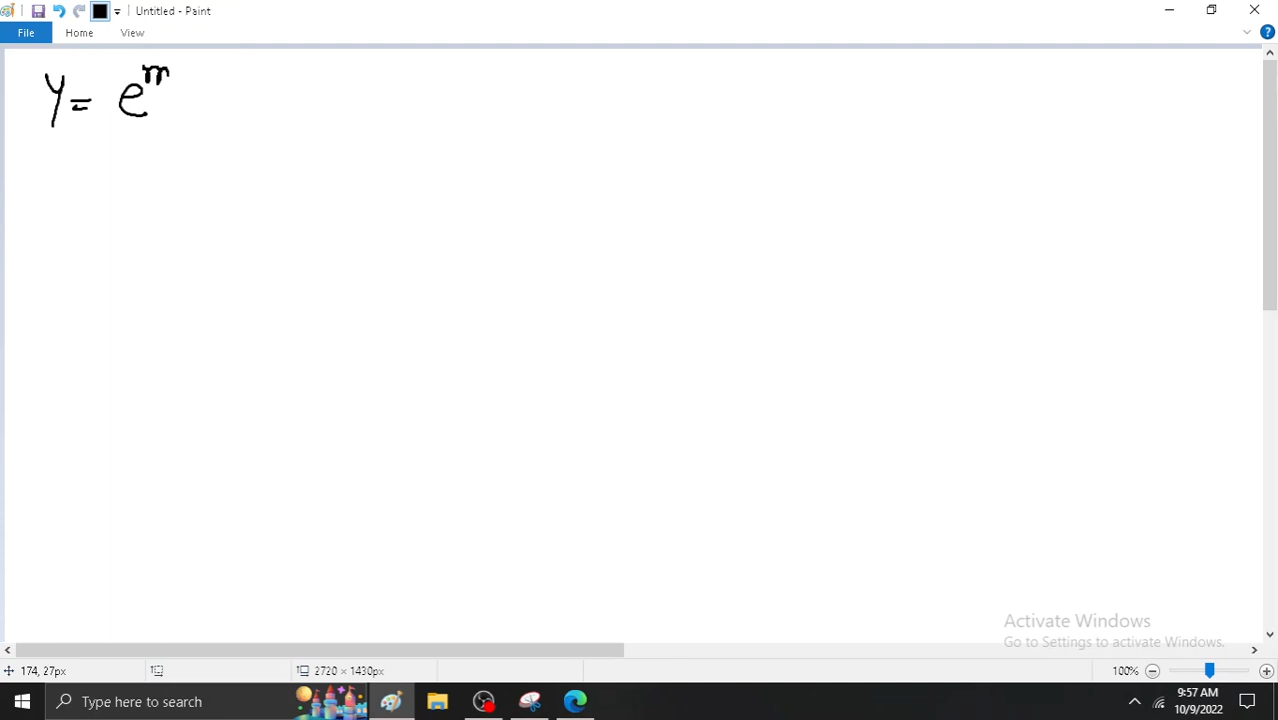 Untitled - Paint
File Home View
y = e^m
Activate Windows
Go to Settings to activate Windows.
174, 27px
2720 × 1430px
100%
Type here to search
9:57 AM
10/9/2022